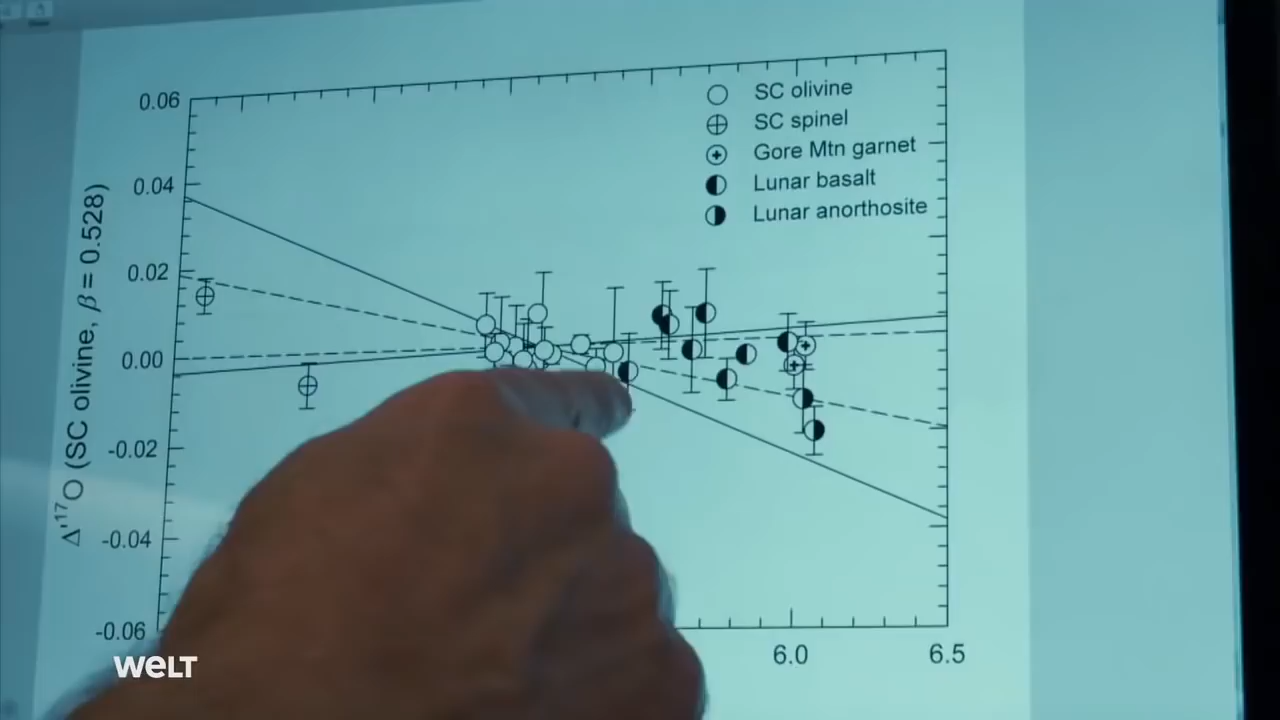 0.06
0.04
0.02
0.00
-0.02
-0.04
-0.06
Δ'17O (SC olivine, β = 0.528)
SC olivine
SC spinel
Gore Mtn garnet
Lunar basalt
Lunar anorthosite
6.0
6.5
welt